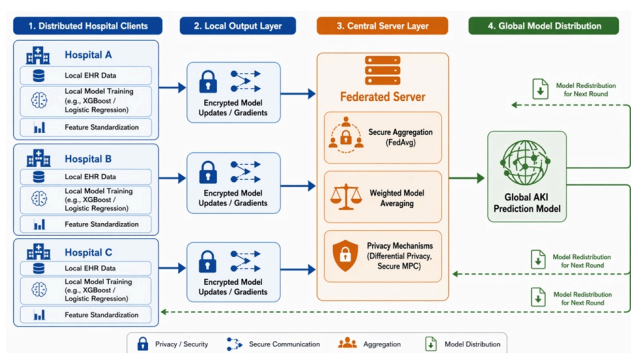 1. Distributed Hospital Clients
2. Local Output Layer
3. Central Server Layer
4. Global Model Distribution
Hospital A
Local EHR Data
Local Model Training
(e.g., XGBoost /
Logistic Regression)
Feature Standardization
Hospital B
Local EHR Data
Local Model Training
(e.g., XGBoost /
Logistic Regression)
Feature Standardization
Hospital C
Local EHR Data
Local Model Training
(e.g., XGBoost /
Logistic Regression)
Feature Standardization
Encrypted Model
Updates / Gradients
Encrypted Model
Updates / Gradients
Encrypted Model
Updates / Gradients
Federated Server
Secure Aggregation
(FedAvg)
Weighted Model
Averaging
Privacy Mechanisms
(Differential Privacy,
Secure MPC)
Model Redistribution
for Next Round
Global AKI
Prediction Model
Model Redistribution
for Next Round
Model Redistribution
for Next Round
Privacy / Security
Secure Communication
Aggregation
Model Distribution